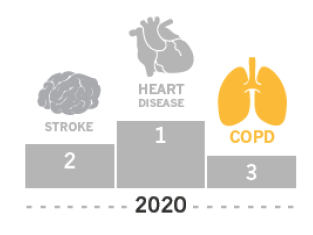 HEART
DISEASE
STROKE
COPD
1
2
3
2020